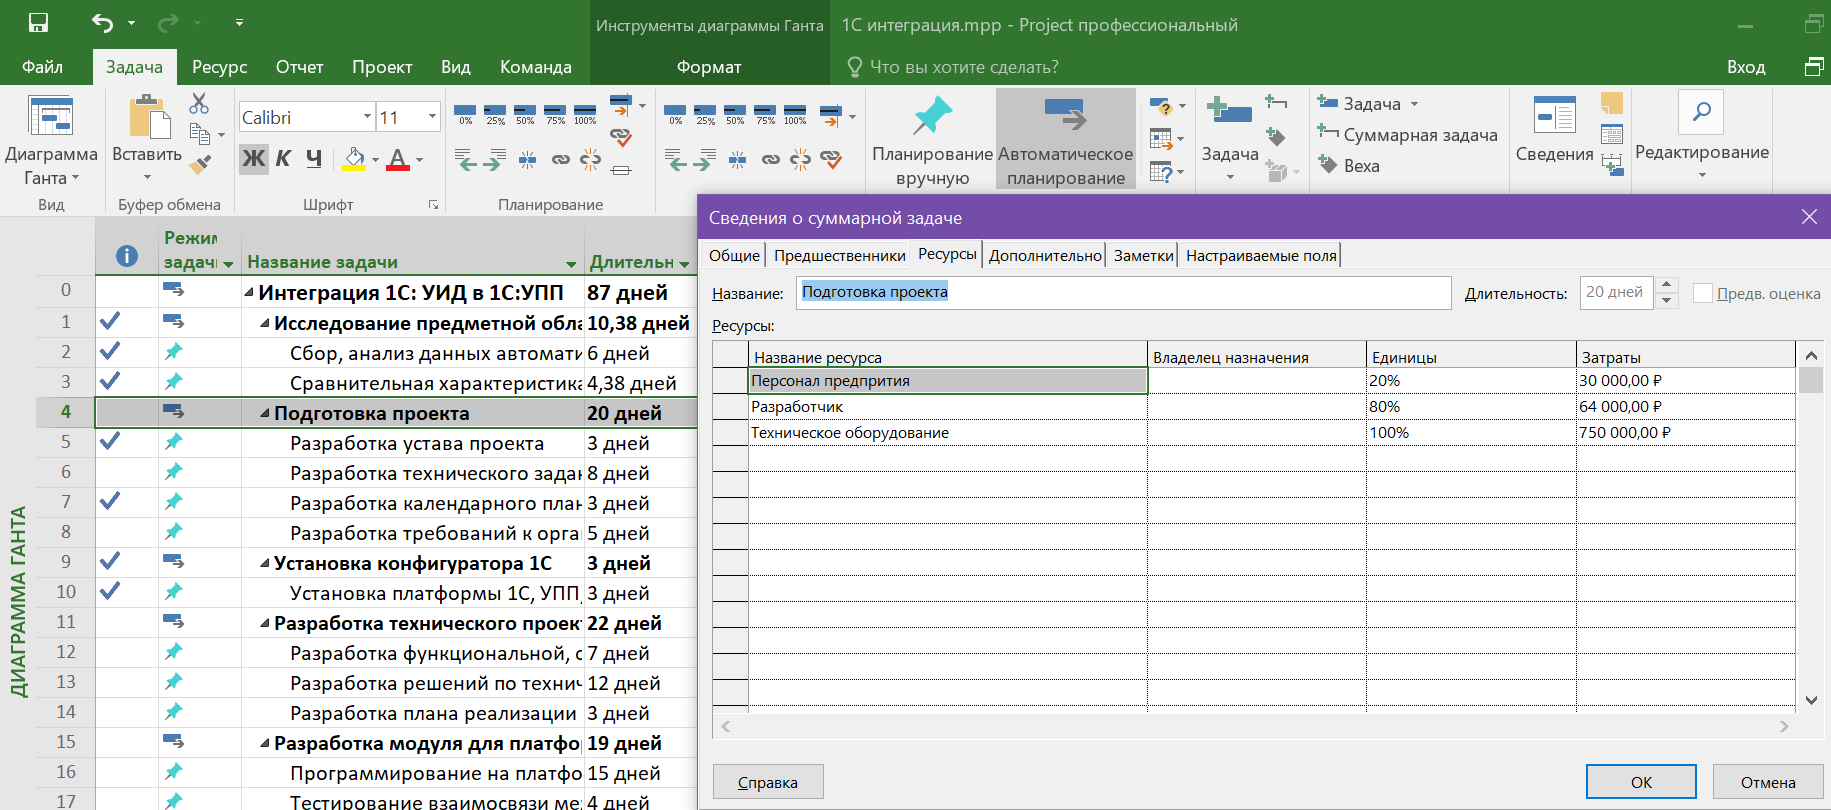 Инструменты диаграммы Ганта
1С интеграция.mpp - Project профессиональный
Файл
Задача
Ресурс
Отчет
Проект
Вид
Команда
Формат
Что вы хотите сделать?
Вход
Диаграмма
Ганта
Вид
Вставить
Буфер обмена
Calibri
11
Ж К Ч
А
Шрифт
0% 25% 50% 75% 100%
Планирование
0% 25% 50% 75% 100%
Планирование
вручную
Автоматическое
планирование
Задача
Задача
Суммарная задача
Веха
Сведения
Редактирование
ДИАГРАММА ГАНТА
Режим
задачи
Название задачи
Длительн
0 Интеграция 1С: УИД в 1С:УПП 87 дней
1 Исследование предметной обла 10,38 дней
2 Сбор, анализ данных автомати 6 дней
3 Сравнительная характеристика 4,38 дней
4 Подготовка проекта 20 дней
5 Разработка устава проекта 3 дней
6 Разработка технического задан 8 дней
7 Разработка календарного план 3 дней
8 Разработка требований к орга 5 дней
9 Установка конфигуратора 1С 3 дней
10 Установка платформы 1С, УПП, 3 дней
11 Разработка технического проек 22 дней
12 Разработка функциональной, с 7 дней
13 Разработка решений по технич 12 дней
14 Разработка плана реализации 3 дней
15 Разработка модуля для платфо 19 дней
16 Программирование на платфо 15 дней
17 Тестирование взаимосвязи ме 4 дней
Сведения о суммарной задаче
Общие
Предшественники
Ресурсы
Дополнительно
Заметки
Настраиваемые поля
Название: Подготовка проекта
Длительность: 20 дней
Предв. оценка
Ресурсы:
Название ресурса Владелец назначения Единицы Затраты
Персонал предпрития 20% 30 000,00 ₽
Разработчик 80% 64 000,00 ₽
Техническое оборудование 100% 750 000,00 ₽
Справка
ОК
Отмена